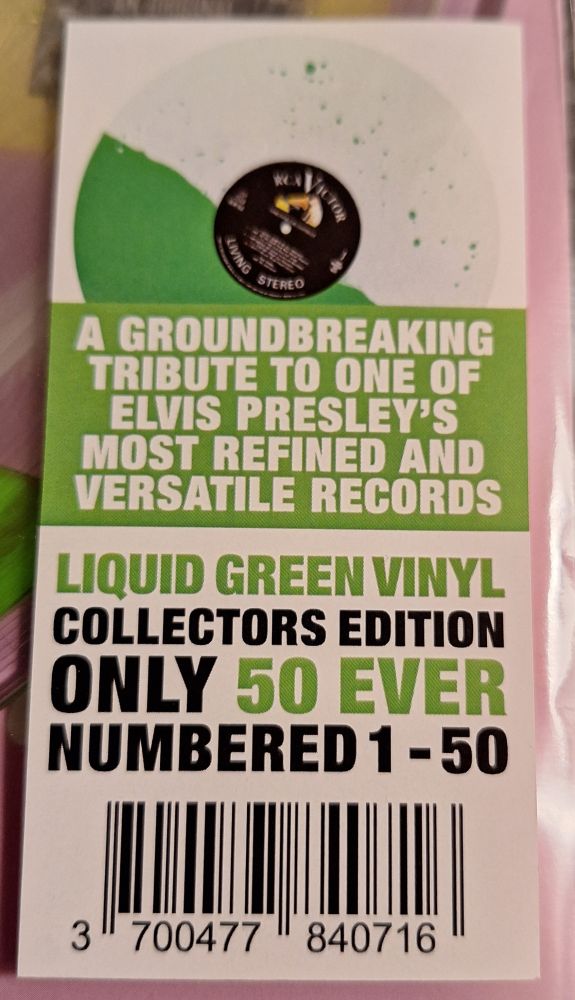 RCA VICTOR
LIVING STEREO
A GROUNDBREAKING
TRIBUTE TO ONE OF
ELVIS PRESLEY'S
MOST REFINED AND
VERSATILE RECORDS
LIQUID GREEN VINYL
COLLECTORS EDITION
ONLY 50 EVER
NUMBERED 1 - 50
3 700477 840716